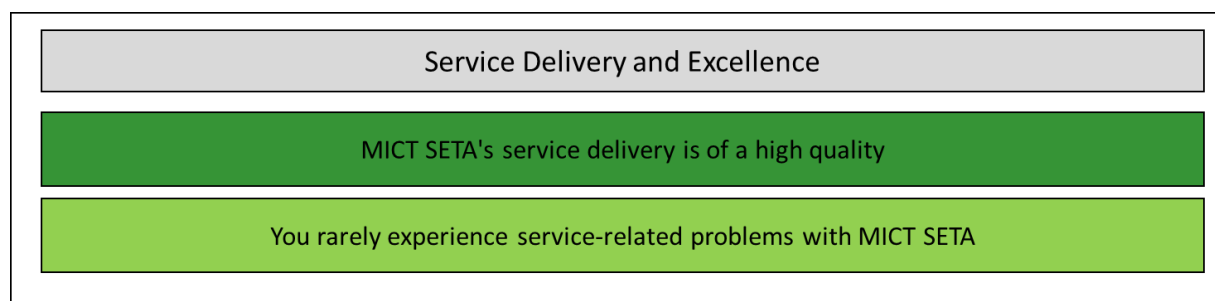 Service Delivery and Excellence
MICT SETA's service delivery is of a high quality
You rarely experience service-related problems with MICT SETA